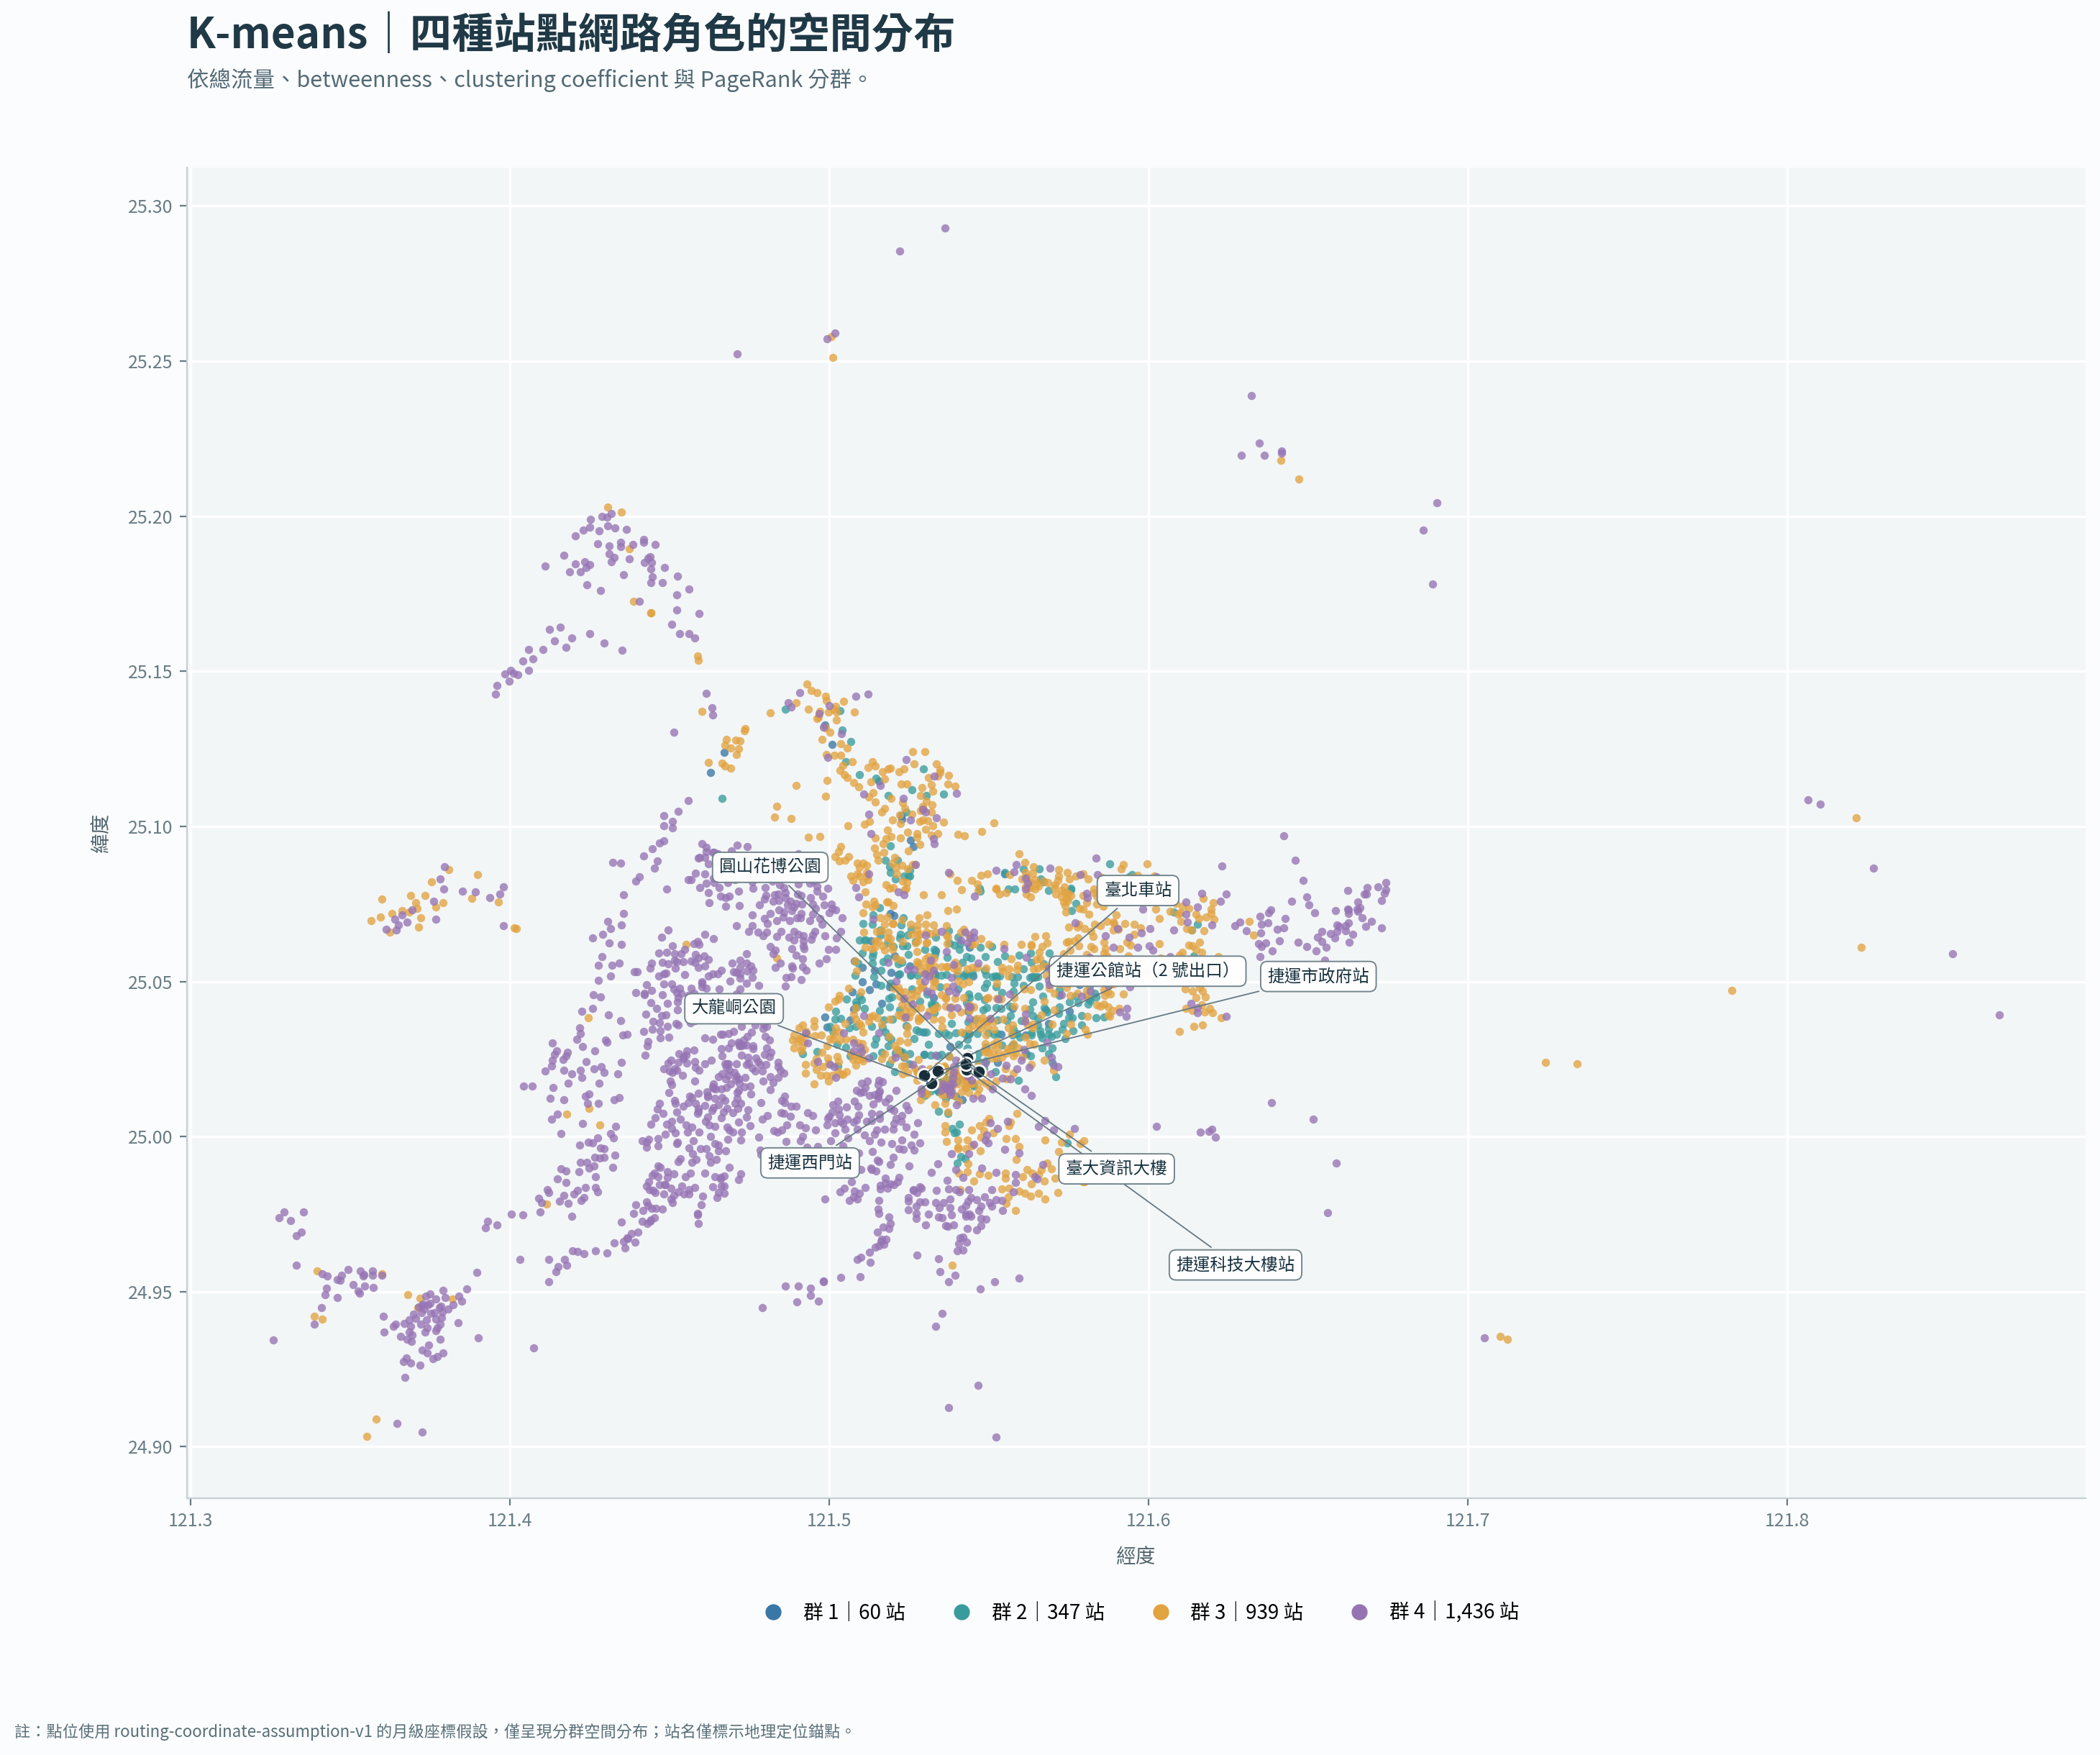 K-means｜四種站點網路角色的空間分布
依總流量、betweenness、clustering coefficient 與 PageRank 分群。
緯度
25.30
25.25
25.20
25.15
25.10
25.05
25.00
24.95
24.90
圓山花博公園
臺北車站
捷運公館站（2 號出口）
捷運市政府站
大龍峒公園
捷運西門站
臺大資訊大樓
捷運科技大樓站
121.3 121.4 121.5 121.6 121.7 121.8
經度
群 1｜60 站 群 2｜347 站 群 3｜939 站 群 4｜1,436 站
註：點位使用 routing-coordinate-assumption-v1 的月級座標假設，僅呈現分群空間分布；站名僅標示地理定位錨點。